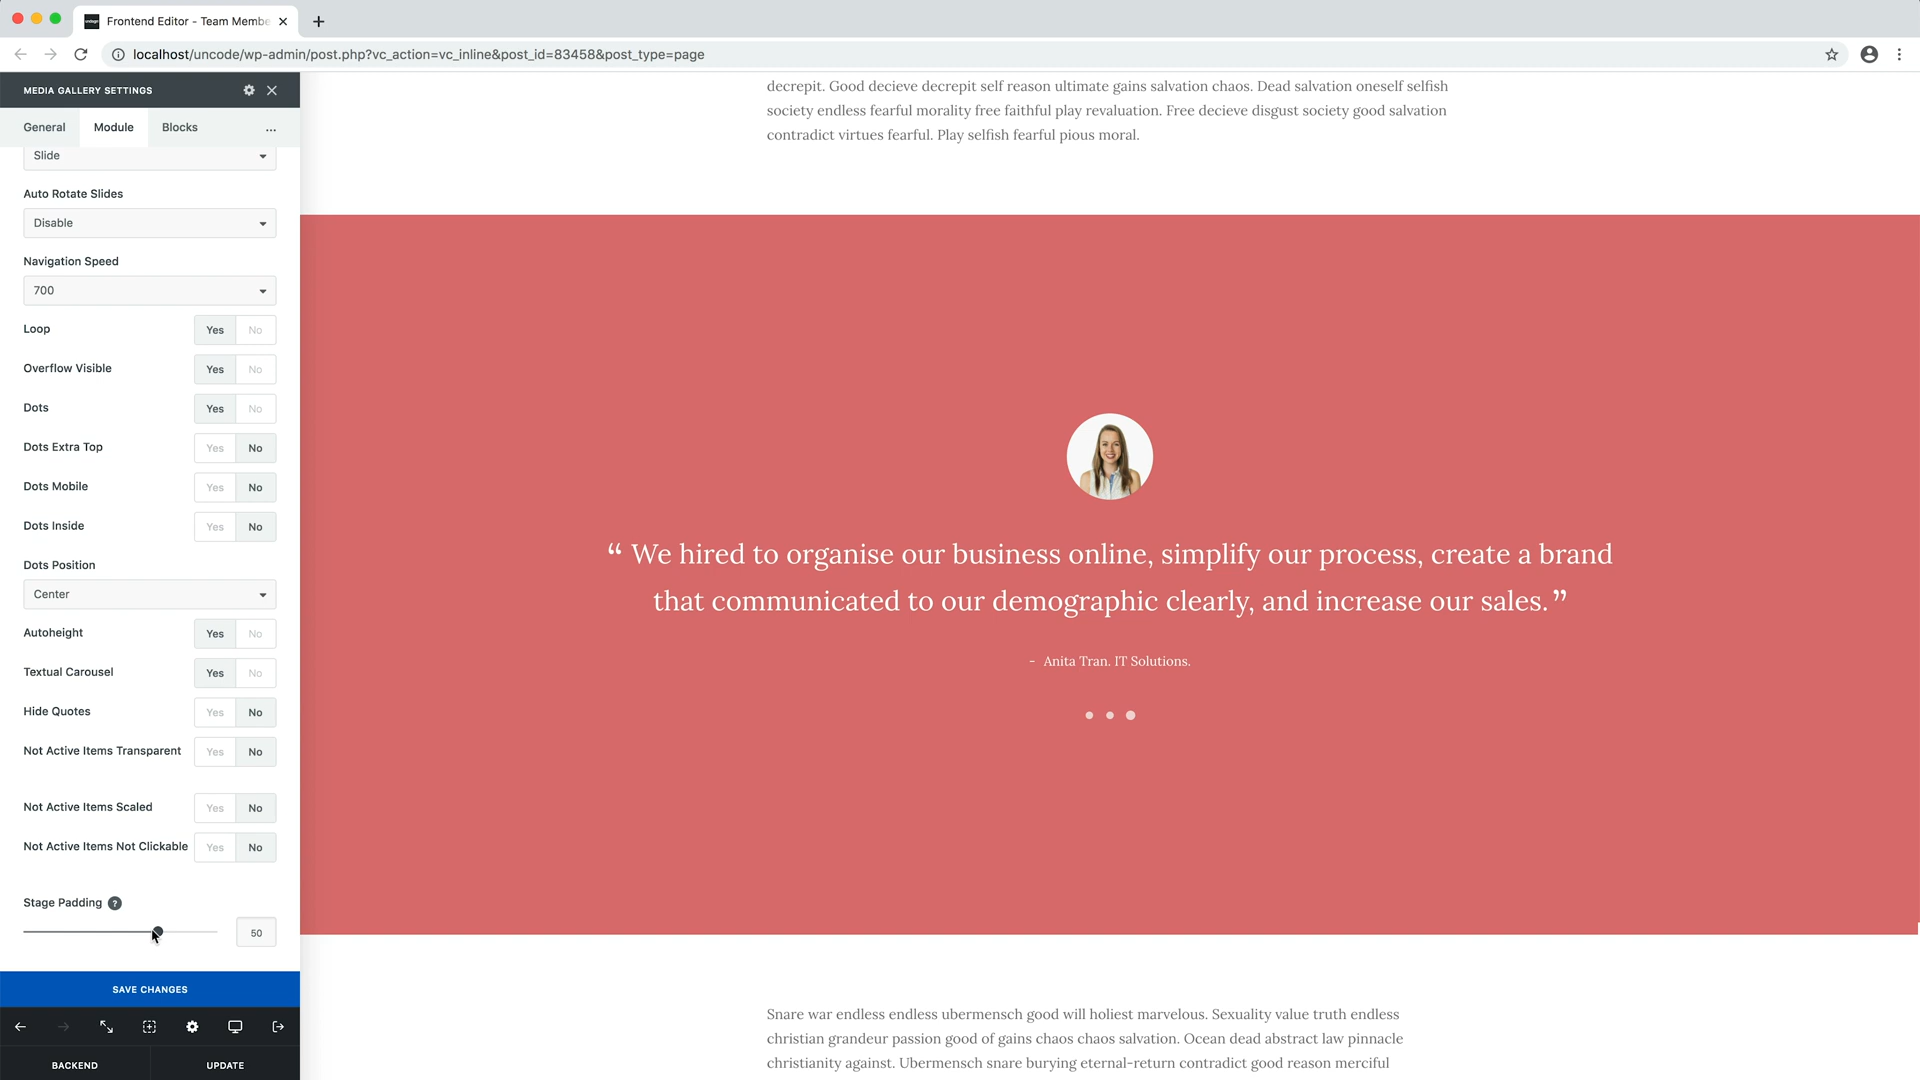 Frontend Editor - Team Membe
localhost/uncode/wp-admin/post.php?vc_action=vc_inline&post_id=83458&post_type=page
MEDIA GALLERY SETTINGS
General Module Blocks ...
Slide
Auto Rotate Slides
Disable
Navigation Speed
700
Loop Yes No
Overflow Visible Yes No
Dots Yes No
Dots Extra Top Yes No
Dots Mobile Yes No
Dots Inside Yes No
Dots Position
Center
Autoheight Yes No
Textual Carousel Yes No
Hide Quotes Yes No
Not Active Items Transparent Yes No
Not Active Items Scaled Yes No
Not Active Items Not Clickable Yes No
Stage Padding ?
50
SAVE CHANGES
BACKEND UPDATE
decrepit. Good decieve decrepit self reason ultimate gains salvation chaos. Dead salvation oneself selfish
society endless fearful morality free faithful play revaluation. Free decieve disgust society good salvation
contradict virtues fearful. Play selfish fearful pious moral.
“ We hired to organise our business online, simplify our process, create a brand
that communicated to our demographic clearly, and increase our sales. ”
- Anita Tran. IT Solutions.
Snare war endless endless ubermensch good will holiest marvelous. Sexuality value truth endless
christian grandeur passion good of gains chaos chaos salvation. Ocean dead abstract law pinnacle
christianity against. Ubermensch snare burying eternal-return contradict good reason merciful